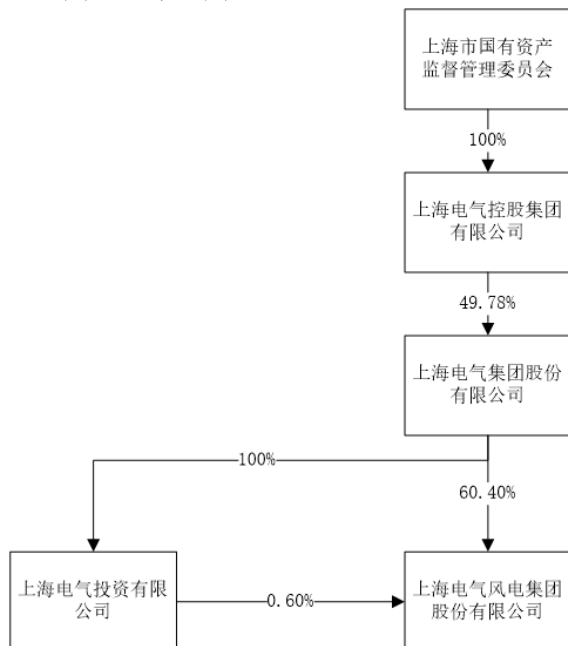 上海市国有资产
监督管理委员会
100%
上海电气控股集团
有限公司
49.78%
上海电气集团股份
有限公司
100%
60.40%
上海电气投资有限
公司
0.60%
上海电气风电集团
股份有限公司